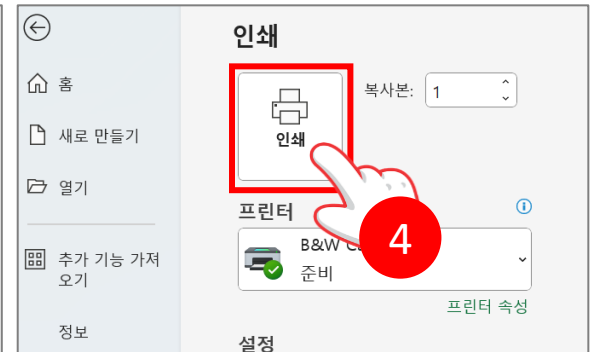 인쇄
홈
새로 만들기
열기
추가 기능 가져
오기
정보
인쇄
복사본: 1
프린터
B&W
준비
4
프린터 속성
설정